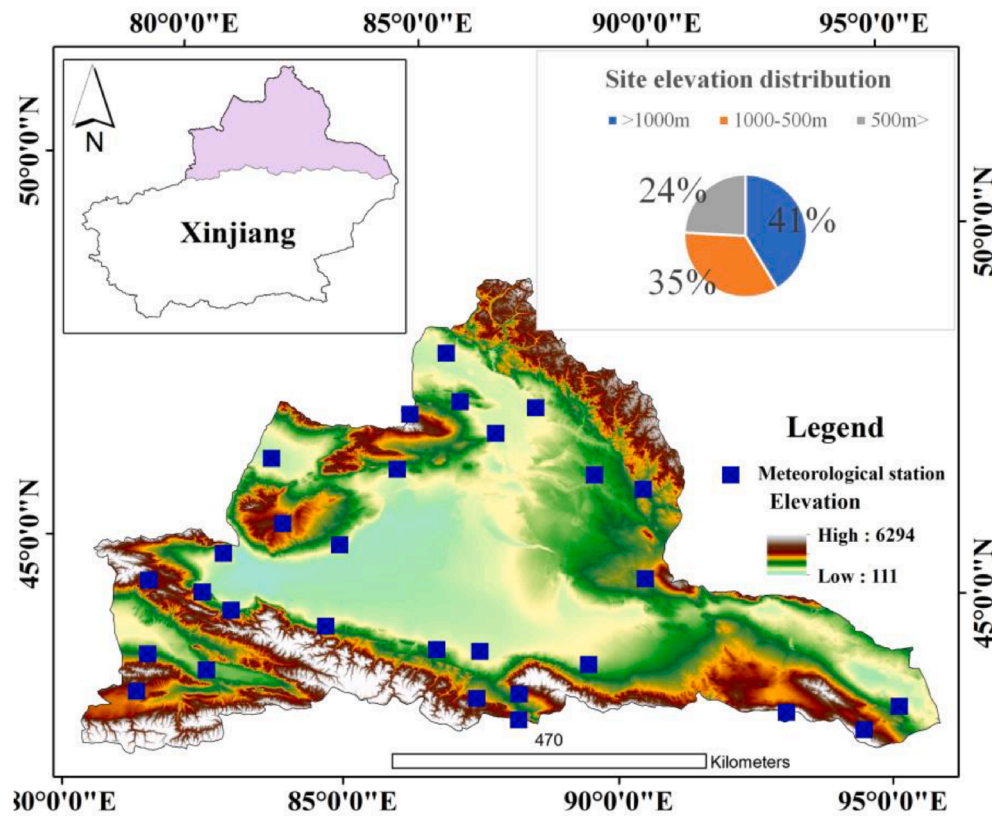 80°0'0"E 85°0'0"E 90°0'0"E 95°0'0"E
50°0'0"N
45°0'0"N
N
Xinjiang
Site elevation distribution
>1000m 1000-500m 500m>
24%
41%
35%
50°0'0"N
45°0'0"N
Legend
Meteorological station
Elevation
High : 6294
Low : 111
470
Kilometers
80°0'0"E 85°0'0"E 90°0'0"E 95°0'0"E